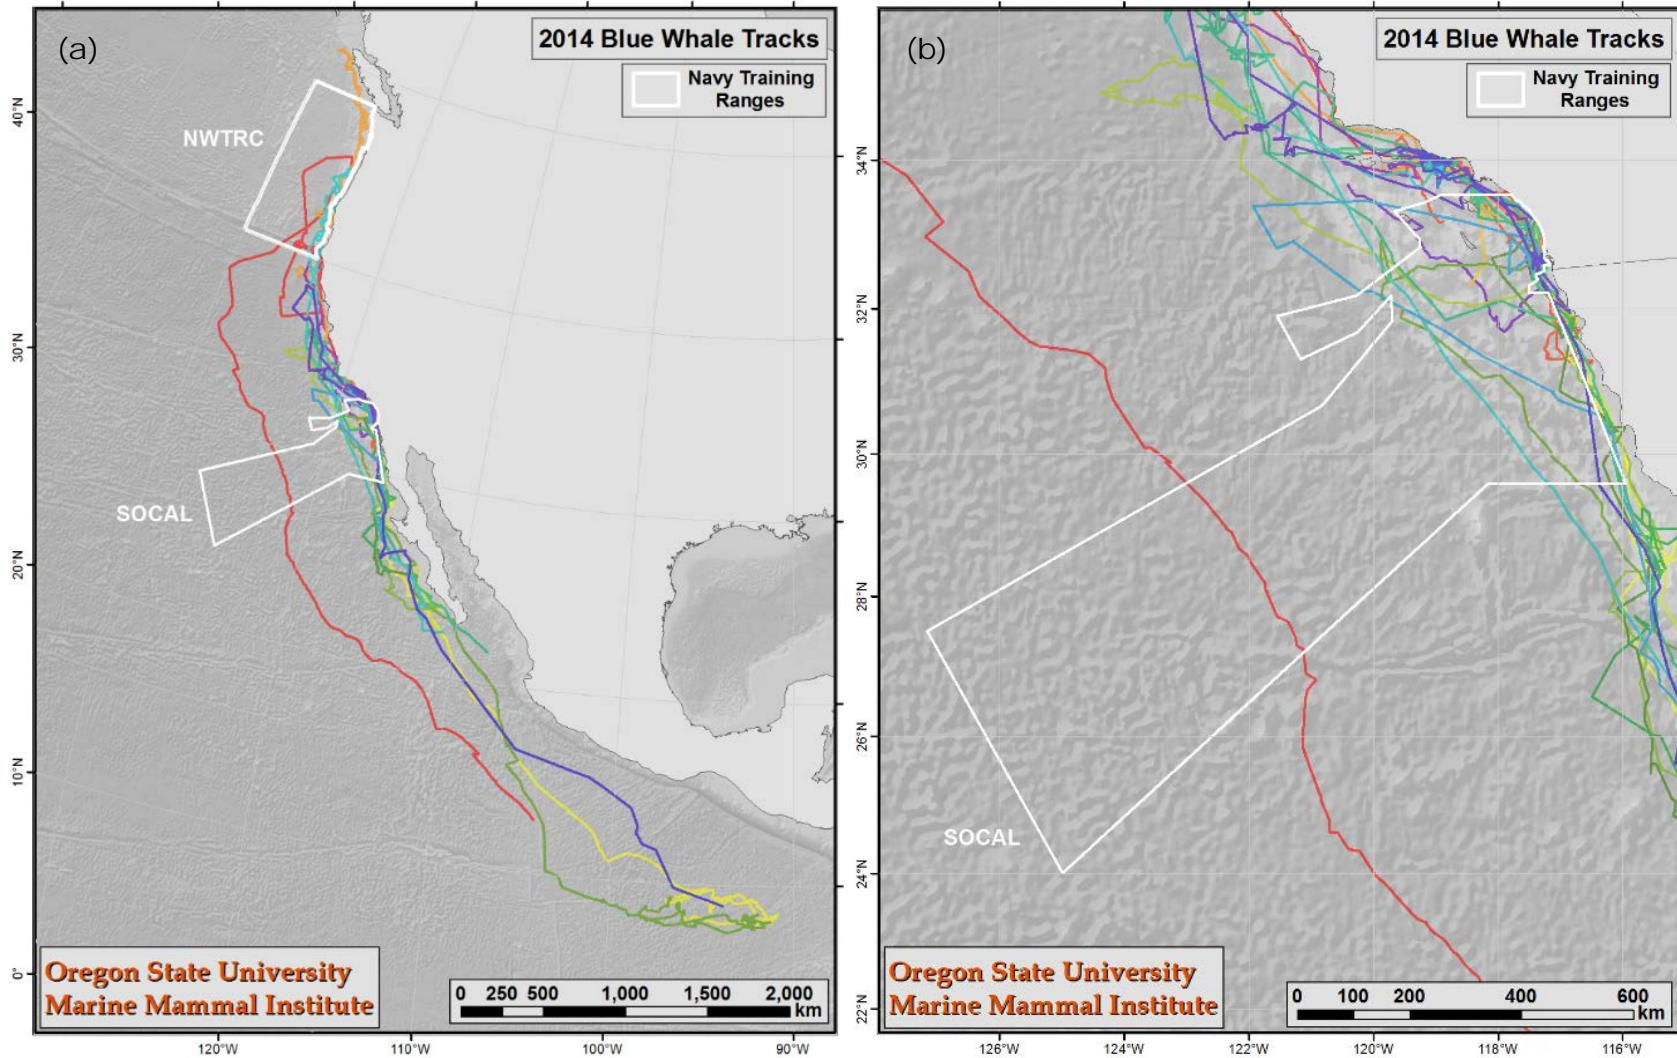 (a)
2014 Blue Whale Tracks
Navy Training
Ranges
NWTRC
SOCAL
40°N
30°N
20°N
10°N
0°
Oregon State University
Marine Mammal Institute
0 250 500 1,000 1,500 2,000
km
120°W 110°W 100°W 90°W
(b)
2014 Blue Whale Tracks
Navy Training
Ranges
34°N
32°N
30°N
28°N
26°N
24°N
22°N
SOCAL
Oregon State University
Marine Mammal Institute
0 100 200 400 600
km
126°W 124°W 122°W 120°W 118°W 116°W